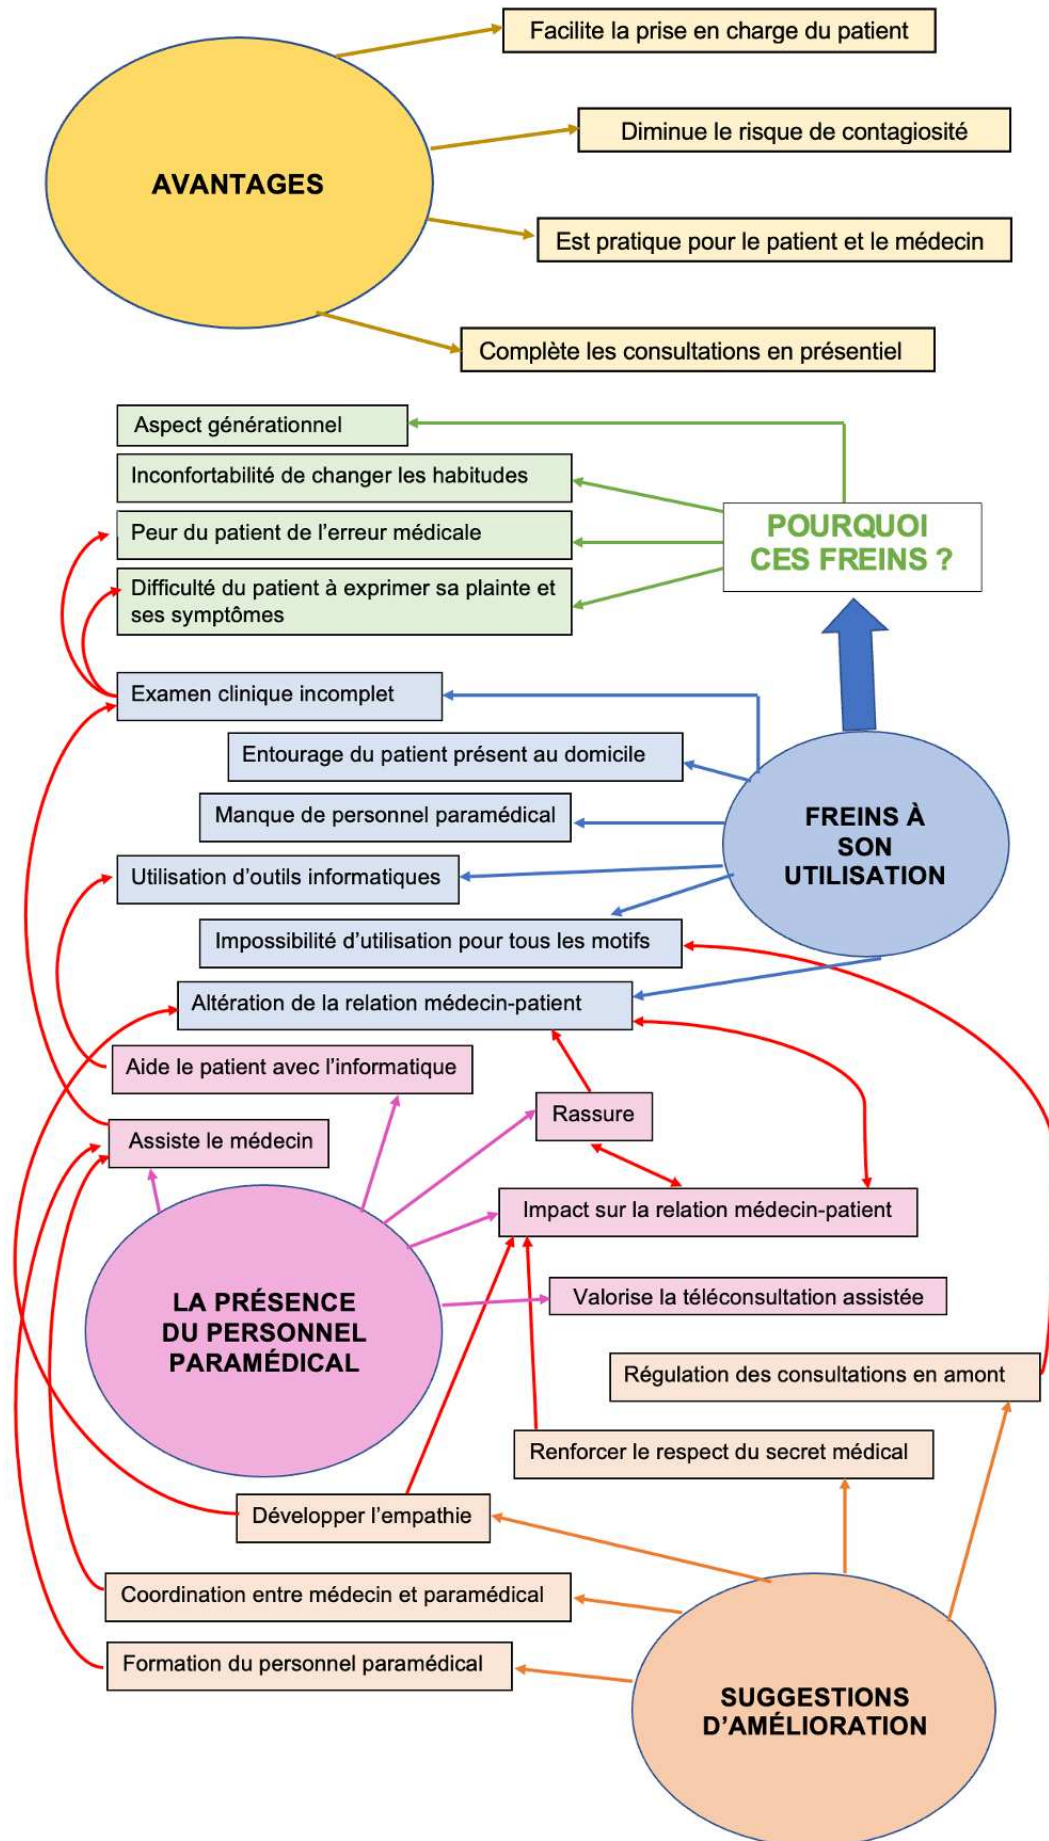 Facilite la prise en charge du patient
Diminue le risque de contagiosité
AVANTAGES
Est pratique pour le patient et le médecin
Complète les consultations en présentiel
Aspect générationnel
Inconfortabilité de changer les habitudes
POURQUOI
CES FREINS ?
Peur du patient de l'erreur médicale
Difficulté du patient à exprimer sa plainte et
ses symptômes
Examen clinique incomplet
Entourage du patient présent au domicile
Manque de personnel paramédical
FREINS À
SON
UTILISATION
Utilisation d'outils informatiques
Impossibilité d'utilisation pour tous les motifs
Altération de la relation médecin-patient
Aide le patient avec l'informatique
Rassure
Assiste le médecin
Impact sur la relation médecin-patient
LA PRÉSENCE
DU PERSONNEL
PARAMÉDICAL
Valorise la téléconsultation assistée
Régulation des consultations en amont
Renforcer le respect du secret médical
Développer l'empathie
Coordination entre médecin et paramédical
Formation du personnel paramédical
SUGGESTIONS
D'AMÉLIORATION